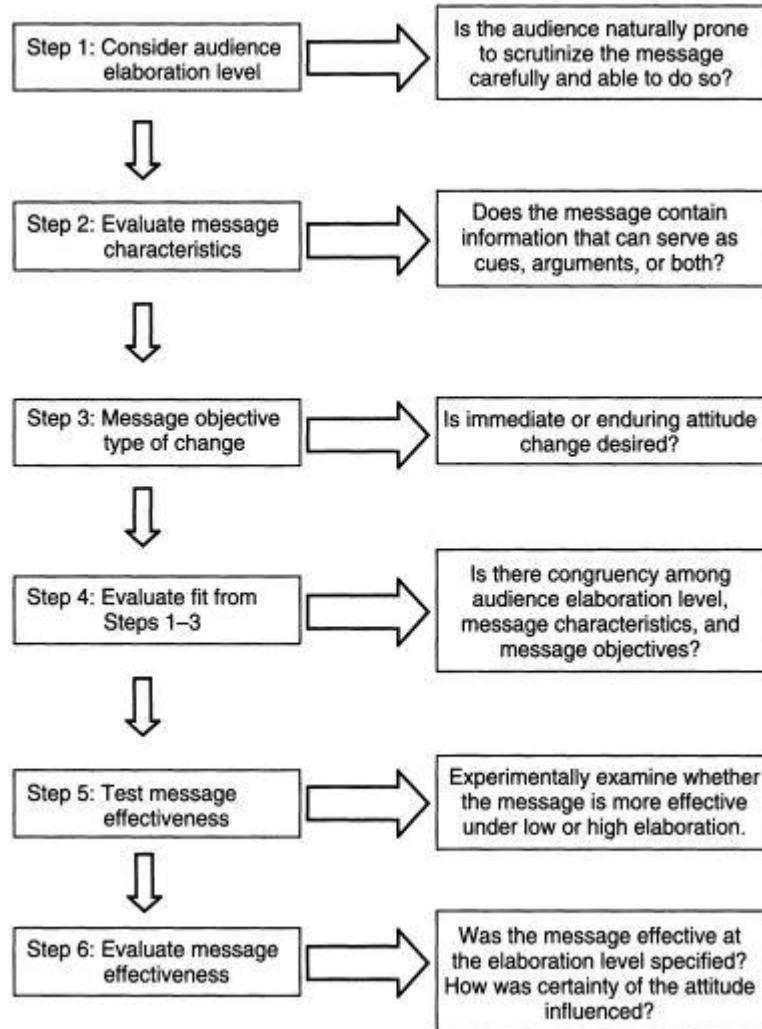 Step 1: Consider audience
elaboration level
Is the audience naturally prone
to scrutinize the message
carefully and able to do so?
Step 2: Evaluate message
characteristics
Does the message contain
information that can serve as
cues, arguments, or both?
Step 3: Message objective
type of change
Is immediate or enduring attitude
change desired?
Step 4: Evaluate fit from
Steps 1–3
Is there congruency among
audience elaboration level,
message characteristics, and
message objectives?
Step 5: Test message
effectiveness
Experimentally examine whether
the message is more effective
under low or high elaboration.
Step 6: Evaluate message
effectiveness
Was the message effective at
the elaboration level specified?
How was certainty of the attitude
influenced?